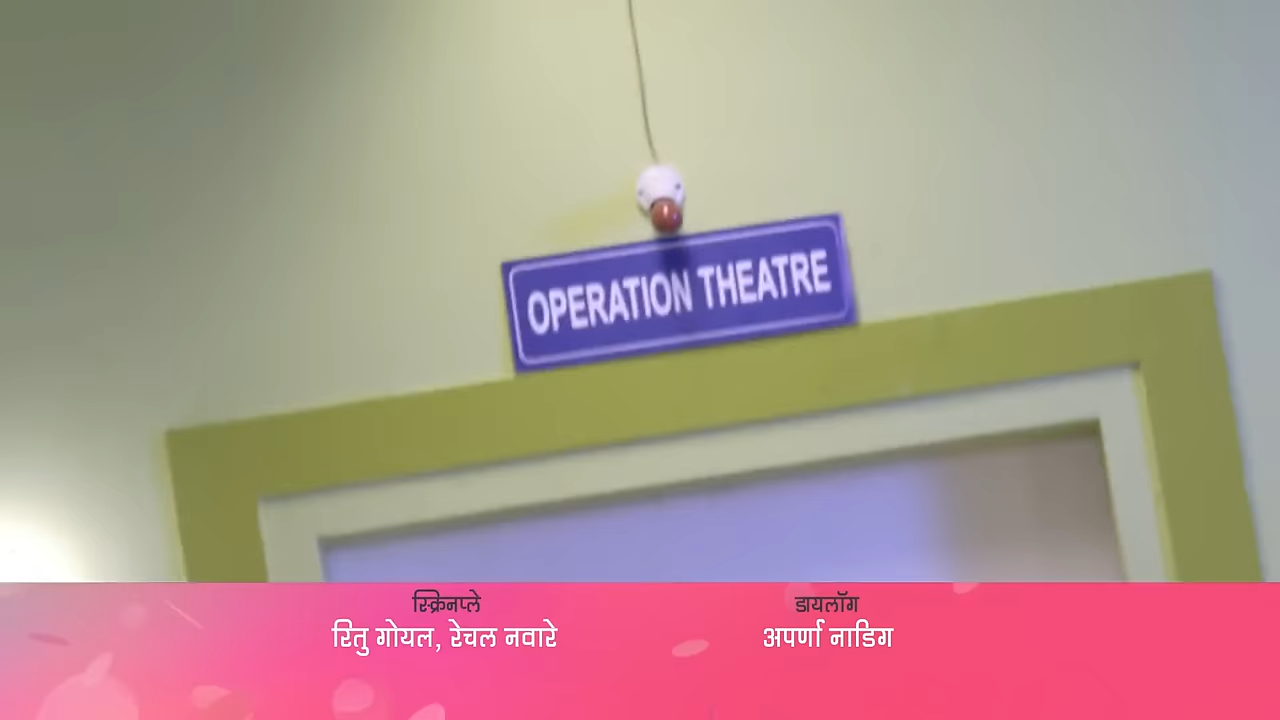 OPERATION THEATRE
स्क्रिनप्ले
रितु गोयल, रेचल नवारे
डायलॉग
अपर्णा नाडिग